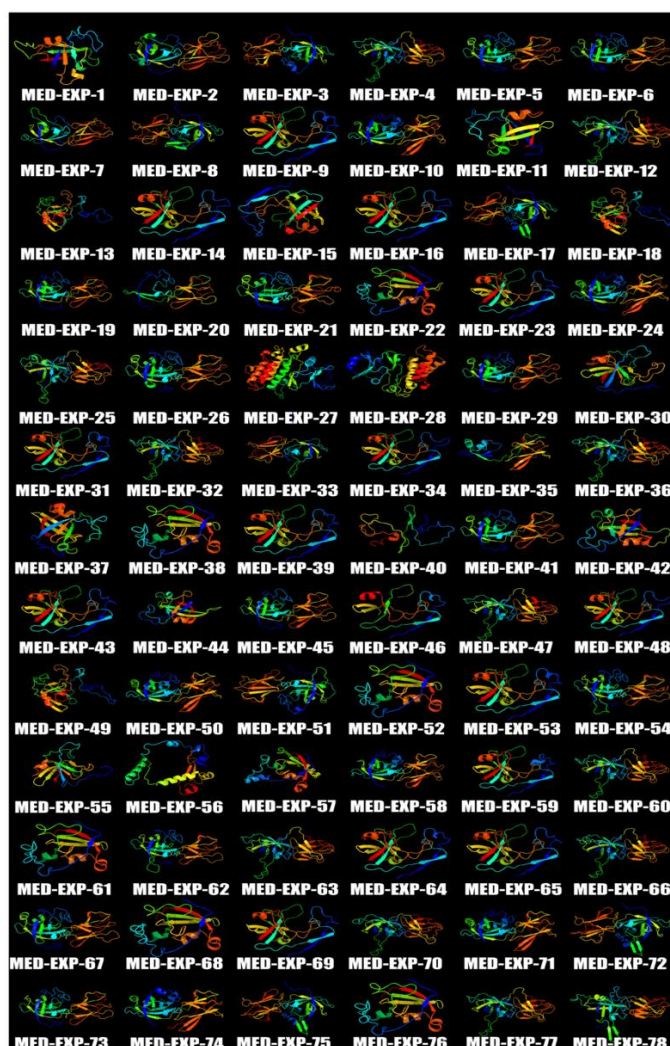 MED-EXP-1 MED-EXP-2 MED-EXP-3 MED-EXP-4 MED-EXP-5 MED-EXP-6
MED-EXP-7 MED-EXP-8 MED-EXP-9 MED-EXP-10 MED-EXP-11 MED-EXP-12
MED-EXP-13 MED-EXP-14 MED-EXP-15 MED-EXP-16 MED-EXP-17 MED-EXP-18
MED-EXP-19 MED-EXP-20 MED-EXP-21 MED-EXP-22 MED-EXP-23 MED-EXP-24
MED-EXP-25 MED-EXP-26 MED-EXP-27 MED-EXP-28 MED-EXP-29 MED-EXP-30
MED-EXP-31 MED-EXP-32 MED-EXP-33 MED-EXP-34 MED-EXP-35 MED-EXP-36
MED-EXP-37 MED-EXP-38 MED-EXP-39 MED-EXP-40 MED-EXP-41 MED-EXP-42
MED-EXP-43 MED-EXP-44 MED-EXP-45 MED-EXP-46 MED-EXP-47 MED-EXP-48
MED-EXP-49 MED-EXP-50 MED-EXP-51 MED-EXP-52 MED-EXP-53 MED-EXP-54
MED-EXP-55 MED-EXP-56 MED-EXP-57 MED-EXP-58 MED-EXP-59 MED-EXP-60
MED-EXP-61 MED-EXP-62 MED-EXP-63 MED-EXP-64 MED-EXP-65 MED-EXP-66
MED-EXP-67 MED-EXP-68 MED-EXP-69 MED-EXP-70 MED-EXP-71 MED-EXP-72
MED-EXP-73 MED-EXP-74 MED-EXP-75 MED-EXP-76 MED-EXP-77 MED-EXP-78